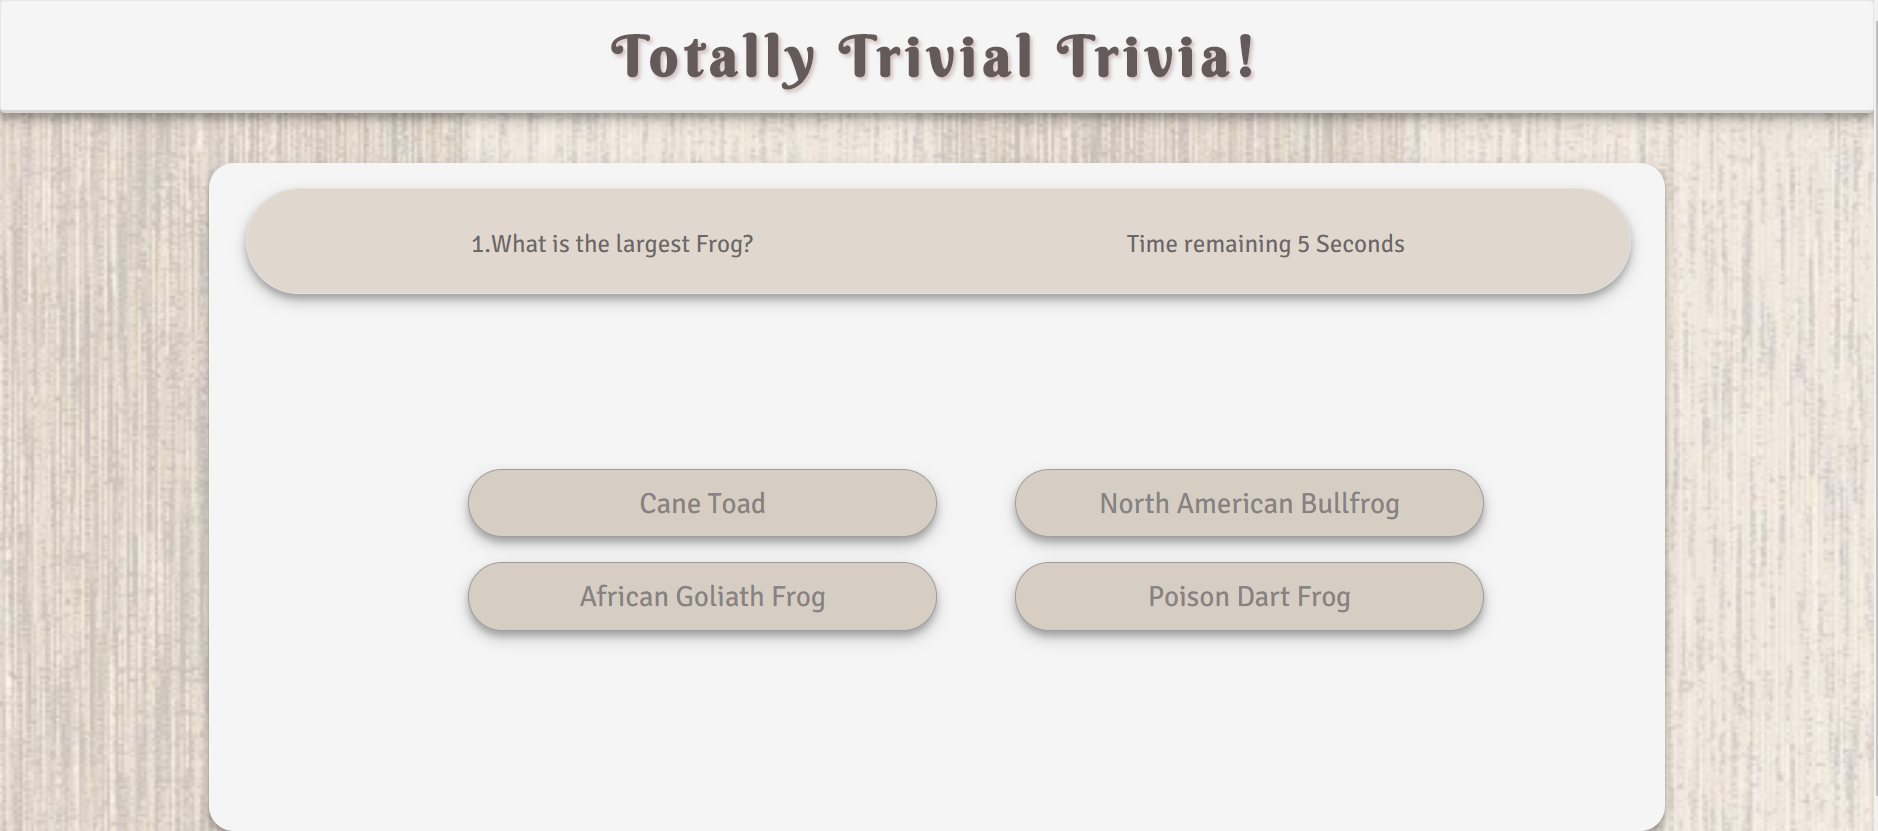 Totally Trivial Trivia!
1.What is the largest Frog?
Time remaining 5 Seconds
Cane Toad
North American Bullfrog
African Goliath Frog
Poison Dart Frog